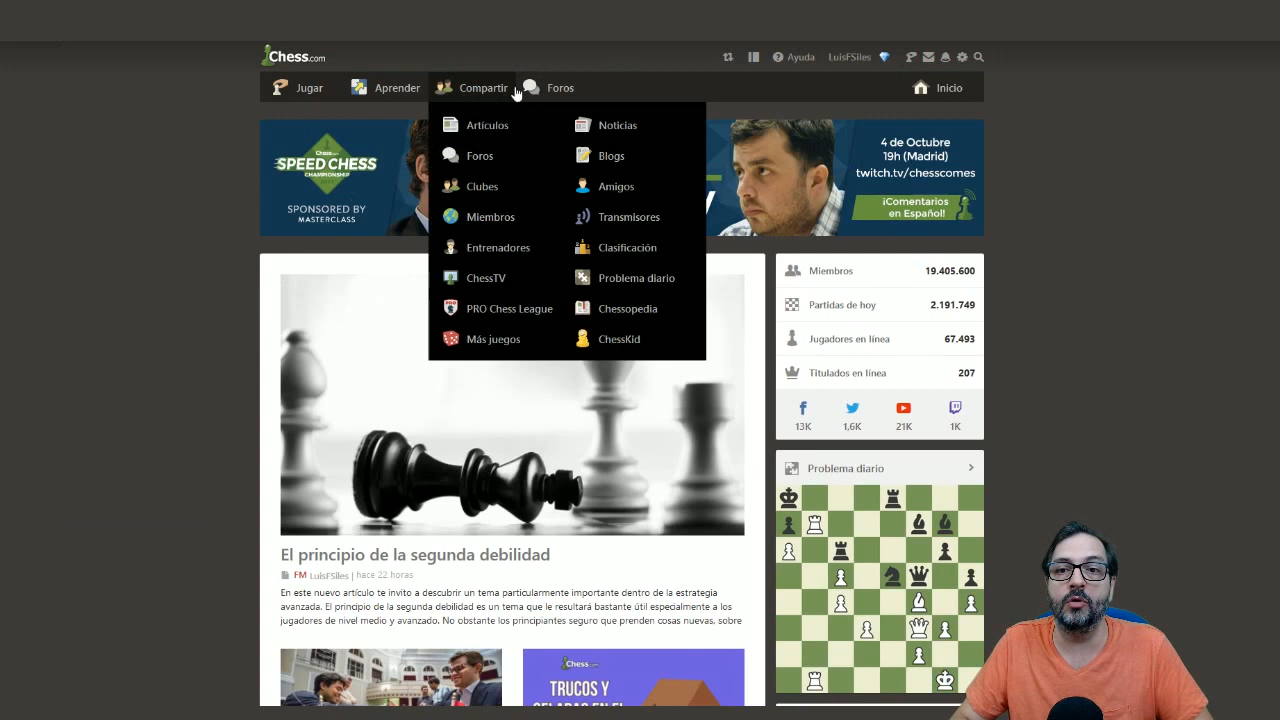 Chess.com
Ayuda
LuisFSiles
Jugar
Aprender
Compartir
Foros
Inicio
Artículos
Noticias
Foros
Blogs
Clubes
Amigos
Miembros
Transmisores
Entrenadores
Clasificación
ChessTV
Problema diario
PRO Chess League
Chessopedia
Más juegos
ChessKid
Chess.com
SPEED CHESS
CHAMPIONSHIP
SPONSORED BY
MASTERCLASS
4 de Octubre
19h (Madrid)
twitch.tv/chesscomes
¡Comentarios
en Español!
Miembros 19.405.600
Partidas de hoy 2.191.749
Jugadores en línea 67.493
Titulados en línea 207
13K 1,6K 21K 1K
Problema diario
El principio de la segunda debilidad
FM LuisFSiles | hace 22 horas
En este nuevo artículo te invito a descubrir un tema particularmente importante dentro de la estrategia
avanzada. El principio de la segunda debilidad es un tema que le resultará bastante útil especialmente a los
jugadores de nivel medio y avanzado. No obstante los principiantes seguro que prenden cosas nuevas, sobre
Chess.com
TRUCOS Y
CELADAS EN EL